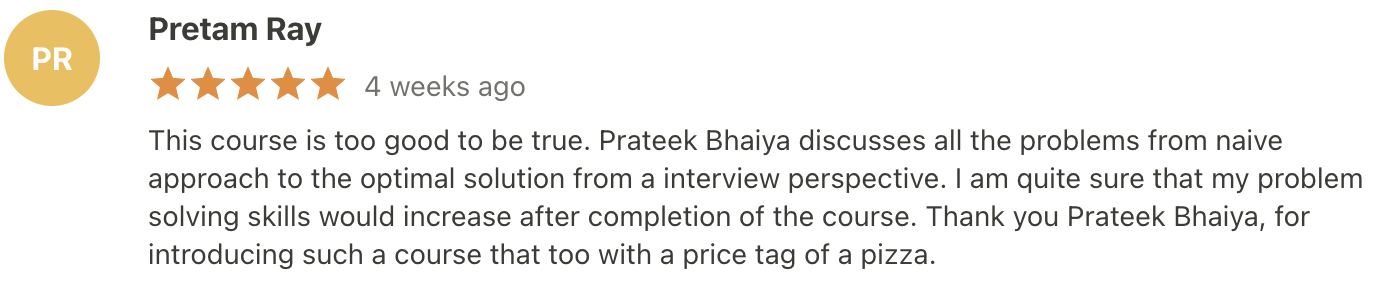 PR
Pretam Ray
4 weeks ago
This course is too good to be true. Prateek Bhaiya discusses all the problems from naive
approach to the optimal solution from a interview perspective. I am quite sure that my problem
solving skills would increase after completion of the course. Thank you Prateek Bhaiya, for
introducing such a course that too with a price tag of a pizza.